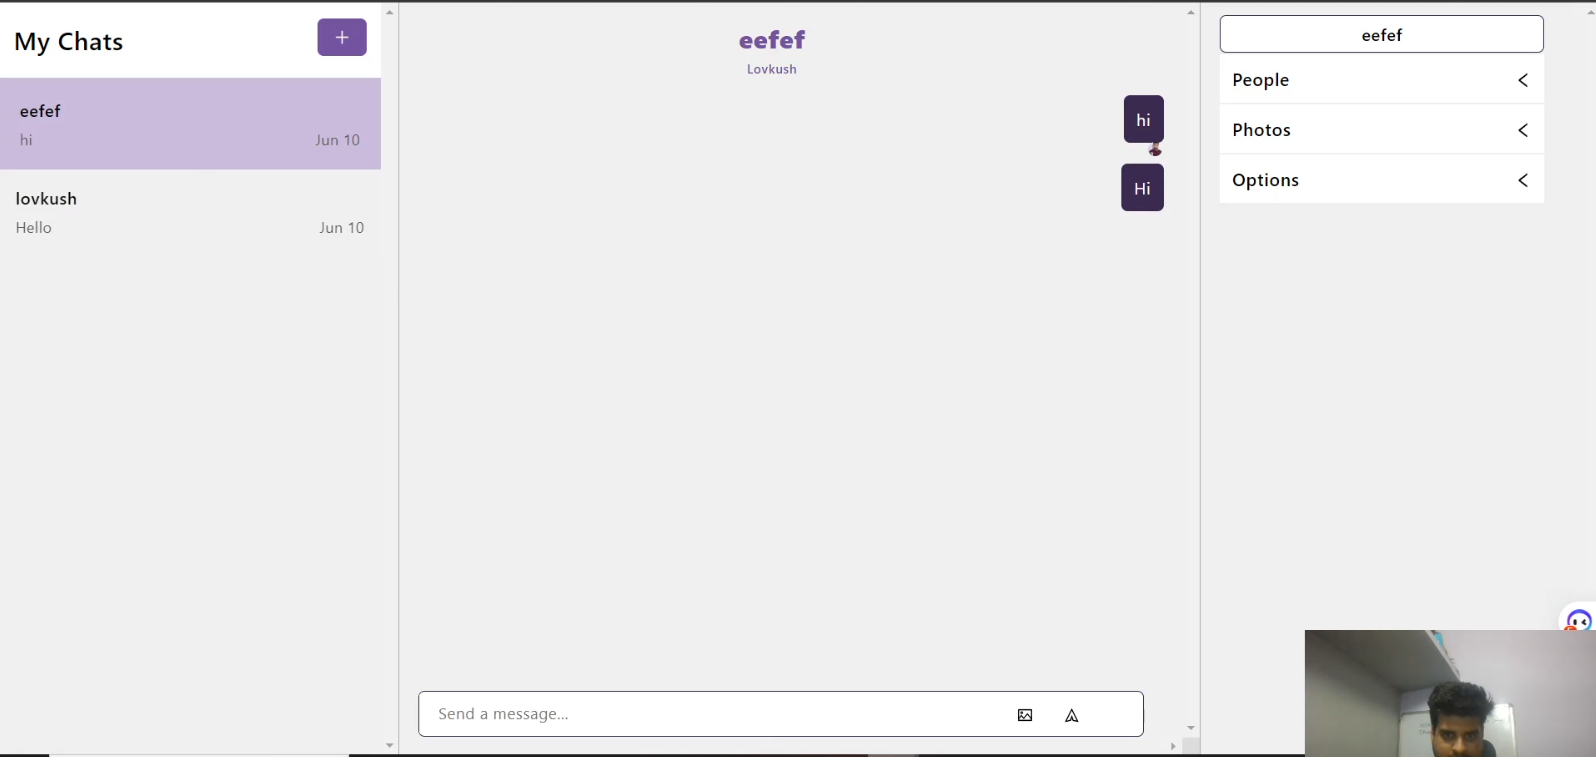 My Chats
+
eefef
hi
Jun 10
lovkush
Hello
Jun 10
eefef
Lovkush
hi
Hi
Send a message...
eefef
People
Photos
Options